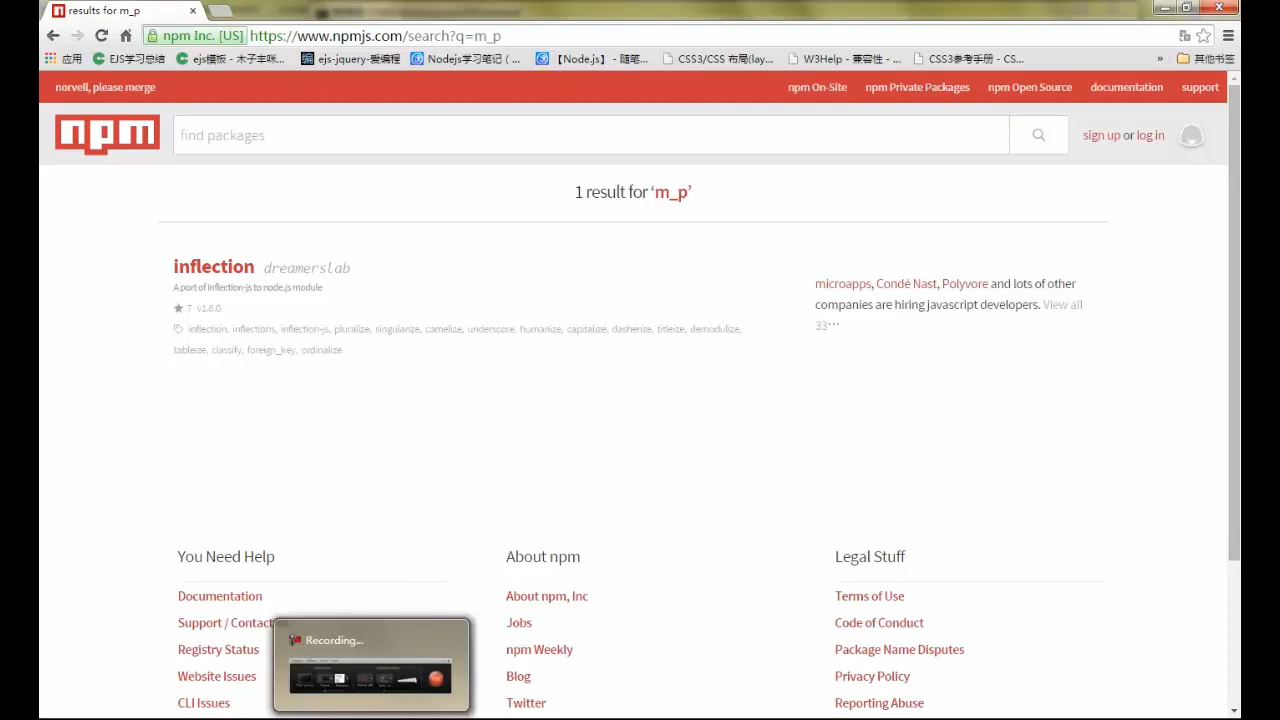 results for m_p
npm Inc. [US] https://www.npmjs.com/search?q=m_p
应用 EJS学习总结 ejs模板 - 木子丰咪... ejs-jquery-爱编程 Nodejs学习笔记 ( ... 【Node.js】 - 随笔... CSS3/CSS 布局(lay... W3Help - 兼容性 - ... CSS3参考手册 - CS... » 其他书签
norvell, please merge npm On-Site npm Private Packages npm Open Source documentation support
npm find packages sign up or log in
1 result for ‘m_p’
inflection dreamerslab
A port of inflection-js to node.js module
7 v1.8.0
inflection, inflections, inflection-js, pluralize, singularize, camelize, underscore, humanize, capitalize, dasherize, titleize, demodulize,
tableize, classify, foreign_key, ordinalize
microapps, Condé Nast, Polyvore and lots of other
companies are hiring javascript developers. View all
33…
You Need Help
Documentation
Support / Contact
Registry Status
Website Issues
CLI Issues
About npm
About npm, Inc
Jobs
npm Weekly
Blog
Twitter
Legal Stuff
Terms of Use
Code of Conduct
Package Name Disputes
Privacy Policy
Reporting Abuse
Recording...